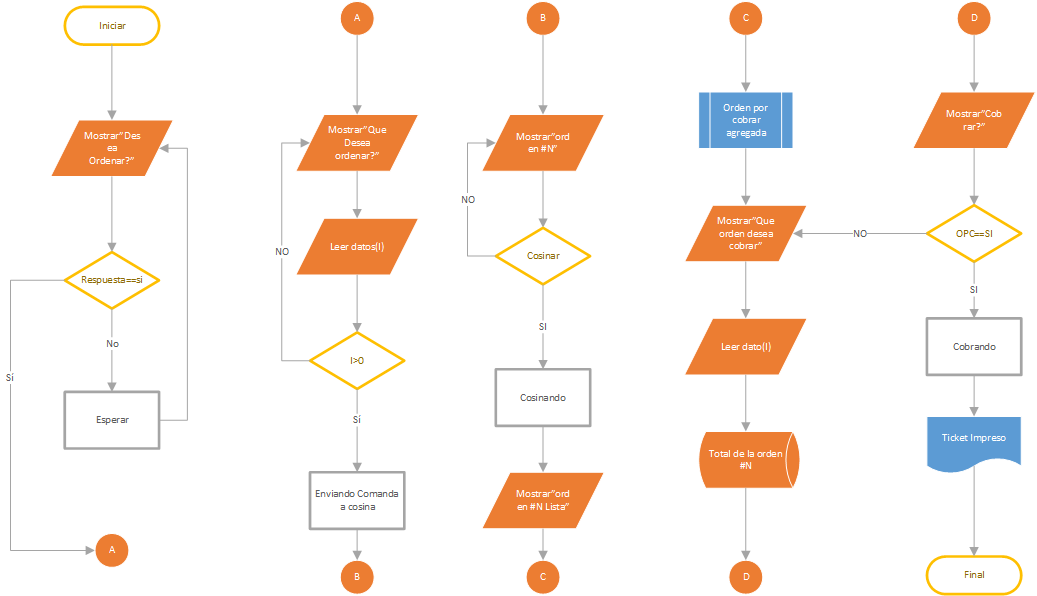 Iniciar
Mostrar"Des
ea
Ordenar?"
Respuesta==si
No
Sí
Esperar
A
A
Mostrar"Que
Desea
ordenar?"
Leer datos(I)
NO
I>0
Sí
Enviando Comanda
a cosina
B
B
Mostrar"ord
en #N"
NO
Cosinar
SI
Cosinando
Mostrar"ord
en #N Lista"
C
C
Orden por
cobrar
agregada
Mostrar"Que
orden desea
cobrar"
Leer dato(I)
Total de la orden
#N
D
D
Mostrar"Cob
rar?"
NO
OPC==SI
SI
Cobrando
Ticket Impreso
Final